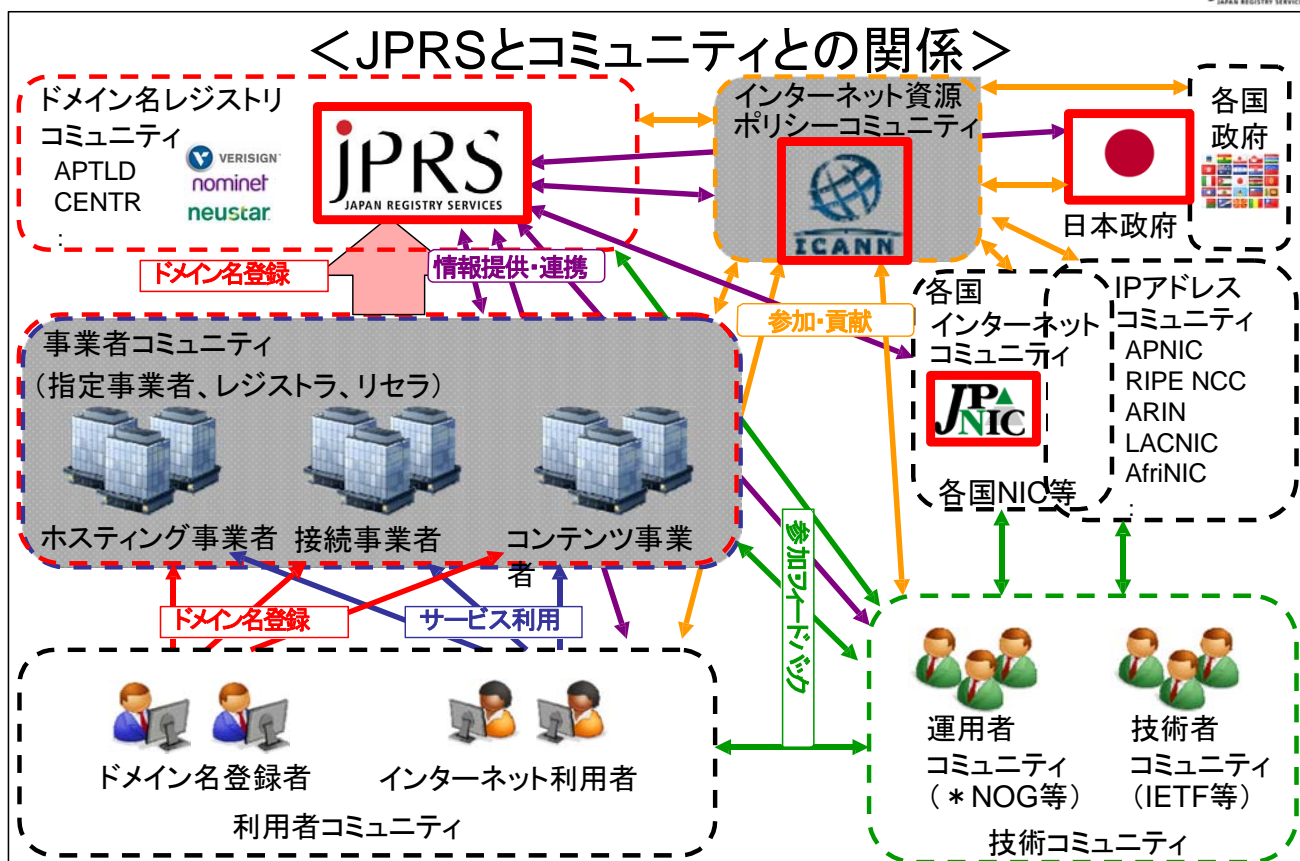 JAPAN REGISTRY SERVICES
＜JPRSとコミュニティとの関係＞
ドメイン名レジストリ
コミュニティ
APTLD
CENTR
:
VERISIGN
nominet
neustar
JPRS
JAPAN REGISTRY SERVICES
インターネット資源
ポリシーコミュニティ
ICANN
日本政府
各国
政府
ドメイン名登録
情報提供・連携
参加・貢献
各国
インターネット
コミュニティ
JPNIC
各国NIC等
IPアドレス
コミュニティ
APNIC
RIPE NCC
ARIN
LACNIC
AfriNIC
:
事業者コミュニティ
（指定事業者、レジストラ、リセラ）
ホスティング事業者
接続事業者
コンテンツ事業
者
ドメイン名登録
サービス利用
参加フィードバック
ドメイン名登録者
インターネット利用者
利用者コミュニティ
運用者
コミュニティ
（＊NOG等）
技術者
コミュニティ
（IETF等）
技術コミュニティ